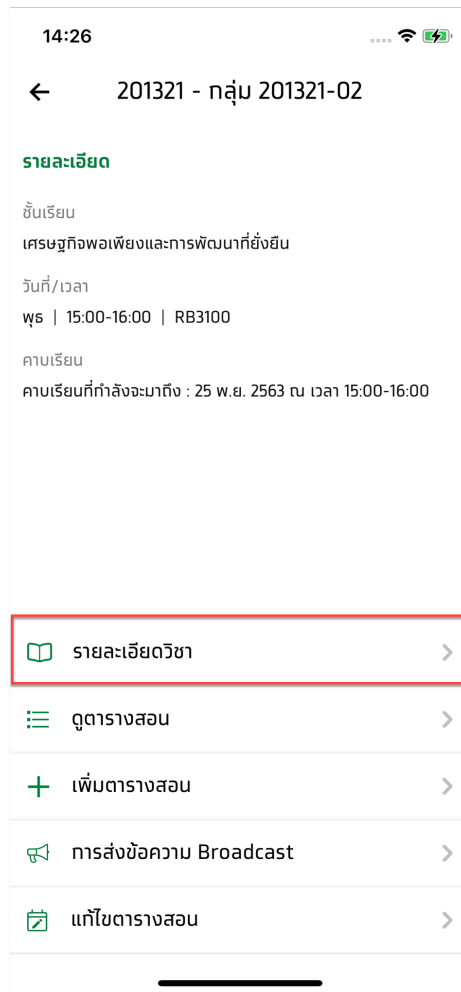 14:26
201321 - กลุ่ม 201321-02
รายละเอียด
ชั้นเรียน
เศรษฐกิจพอเพียงและการพัฒนาที่ยั่งยืน
วันที่/เวลา
พุธ | 15:00-16:00 | RB3100
คาบเรียน
คาบเรียนที่กำลังจะมาถึง : 25 พ.ย. 2563 ณ เวลา 15:00-16:00
รายละเอียดวิชา
ดูตารางสอน
เพิ่มตารางสอน
การส่งข้อความ Broadcast
แก้ไขตารางสอน